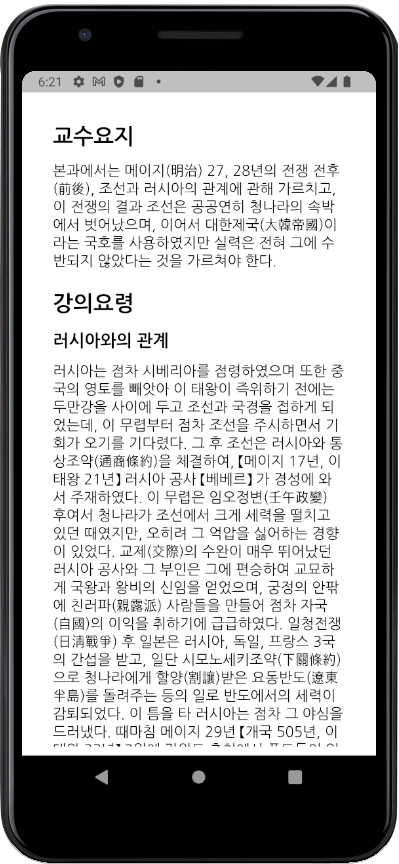 6:21
교수요지
본과에서는 메이지(明治) 27, 28년의 전쟁 전후
(前後), 조선과 러시아의 관계에 관해 가르치고,
이 전쟁의 결과 조선은 공공연히 청나라의 속박
에서 벗어났으며, 이어서 대한제국(大韓帝國)이
라는 국호를 사용하였지만 실력은 전혀 그에 수
반되지 않았다는 것을 가르쳐야 한다.
강의요령
러시아와의 관계
러시아는 점차 시베리아를 점령하였으며 또한 중
국의 영토를 빼앗아 이 태왕이 즉위하기 전에는
두만강을 사이에 두고 조선과 국경을 접하게 되
었는데, 이 무렵부터 점차 조선을 주시하면서 기
회가 오기를 기다렸다. 그 후 조선은 러시아와 통
상조약(通商條約)을 체결하여,【메이지 17년, 이
태왕 21년】러시아 공사【베베르】가 경성에 와
서 주재하였다. 이 무렵은 임오정변(壬午政變)
후여서 청나라가 조선에서 크게 세력을 떨치고
있던 때였지만, 오히려 그 억압을 싫어하는 경향
이 있었다. 교제(交際)의 수완이 매우 뛰어났던
러시아 공사와 그 부인은 그에 편승하여 교묘하
게 국왕과 왕비의 신임을 얻었으며, 궁정의 안팎
에 친러파(親露派) 사람들을 만들어 점차 자국
(自國)의 이익을 취하기에 급급하였다. 일청전쟁
(日淸戰爭) 후 일본은 러시아, 독일, 프랑스 3국
의 간섭을 받고, 일단 시모노세키조약(下關條約)
으로 청나라에게 할양(割讓)받은 요동반도(遼東
半島)를 돌려주는 등의 일로 반도에서의 세력이
감퇴되었다. 이 틈을 타 러시아는 점차 그 야심을
드러냈다. 때마침 메이지 29년【개국 505년, 이